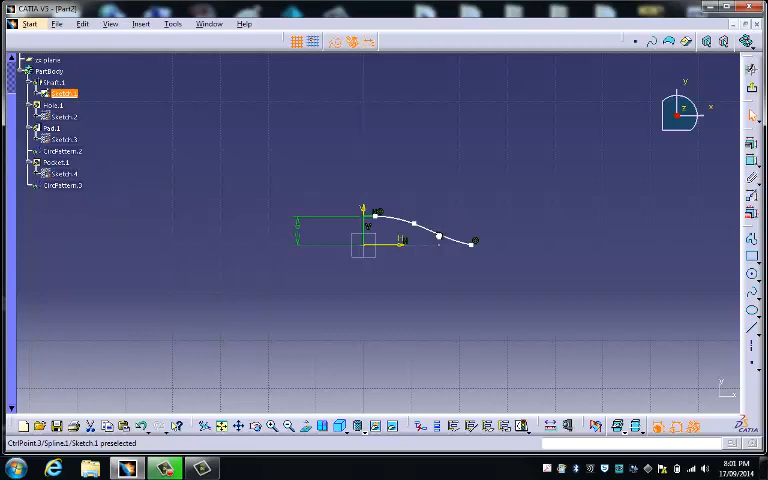 CATIA V5 - [Part2]
Start File Edit View Insert Tools Window Help
zx plane
PartBody
Shaft.1
Sketch.1
Hole.1
Sketch.2
Pad.1
Sketch.3
CircPattern.2
Pocket.1
Sketch.4
CircPattern.3
y
x
z
V
H
y
x
CATIA
CtrlPoint.3/Spline.1/Sketch.1 preselected
8:01 PM
17/09/2014